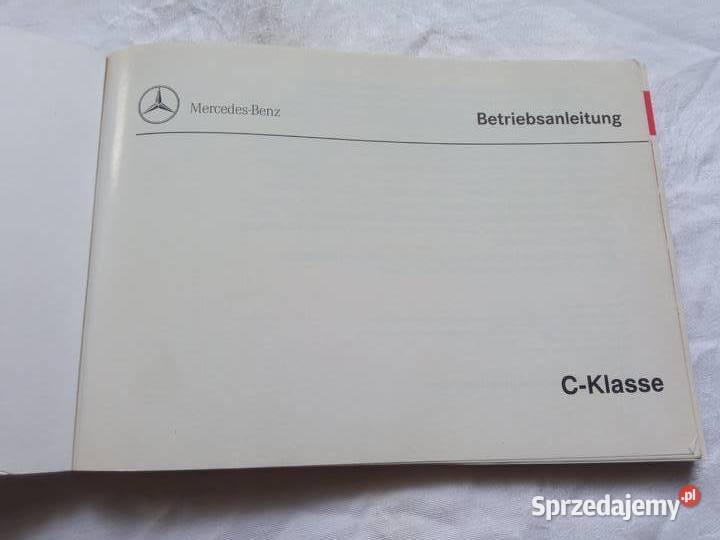 Mercedes-Benz
Betriebsanleitung
C-Klasse
Sprzedajemy.pl